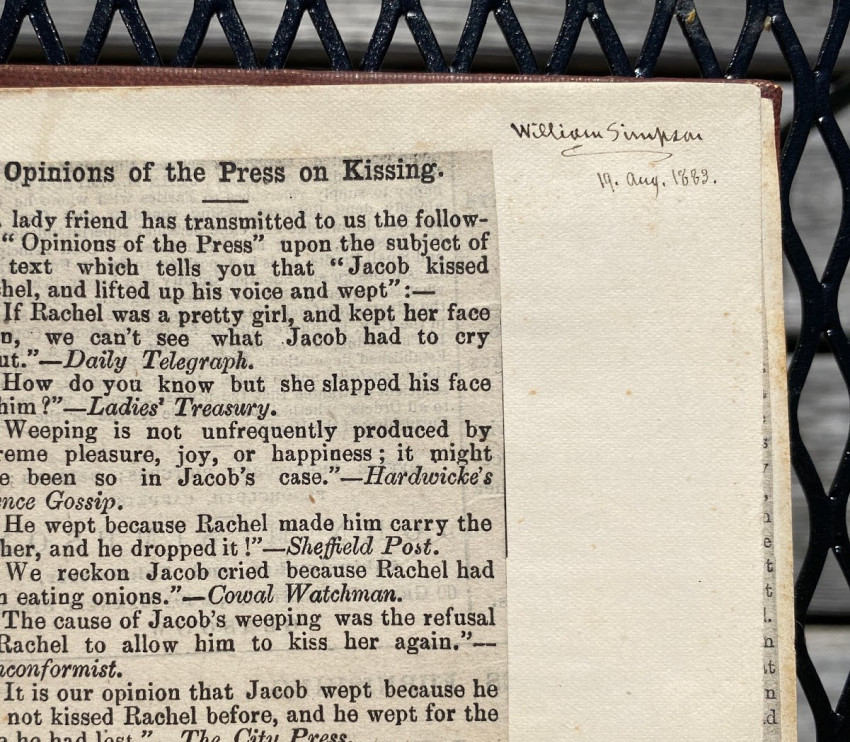 William Simpson
19. Aug. 1883.
Opinions of the Press on Kissing.
lady friend has transmitted to us the follow-
“Opinions of the Press” upon the subject of
text which tells you that “Jacob kissed
hel, and lifted up his voice and wept”:—
If Rachel was a pretty girl, and kept her face
n, we can't see what Jacob had to cry
ut.”—Daily Telegraph.
How do you know but she slapped his face
him?”—Ladies' Treasury.
Weeping is not unfrequently produced by
reme pleasure, joy, or happiness; it might
e been so in Jacob's case.”—Hardwicke's
nce Gossip.
He wept because Rachel made him carry the
her, and he dropped it!”—Sheffield Post.
We reckon Jacob cried because Rachel had
n eating onions.”—Cowal Watchman.
The cause of Jacob's weeping was the refusal
Rachel to allow him to kiss her again.”—
nconformist.
It is our opinion that Jacob wept because he
not kissed Rachel before, and he wept for the
e he had lost.”—The City Press.